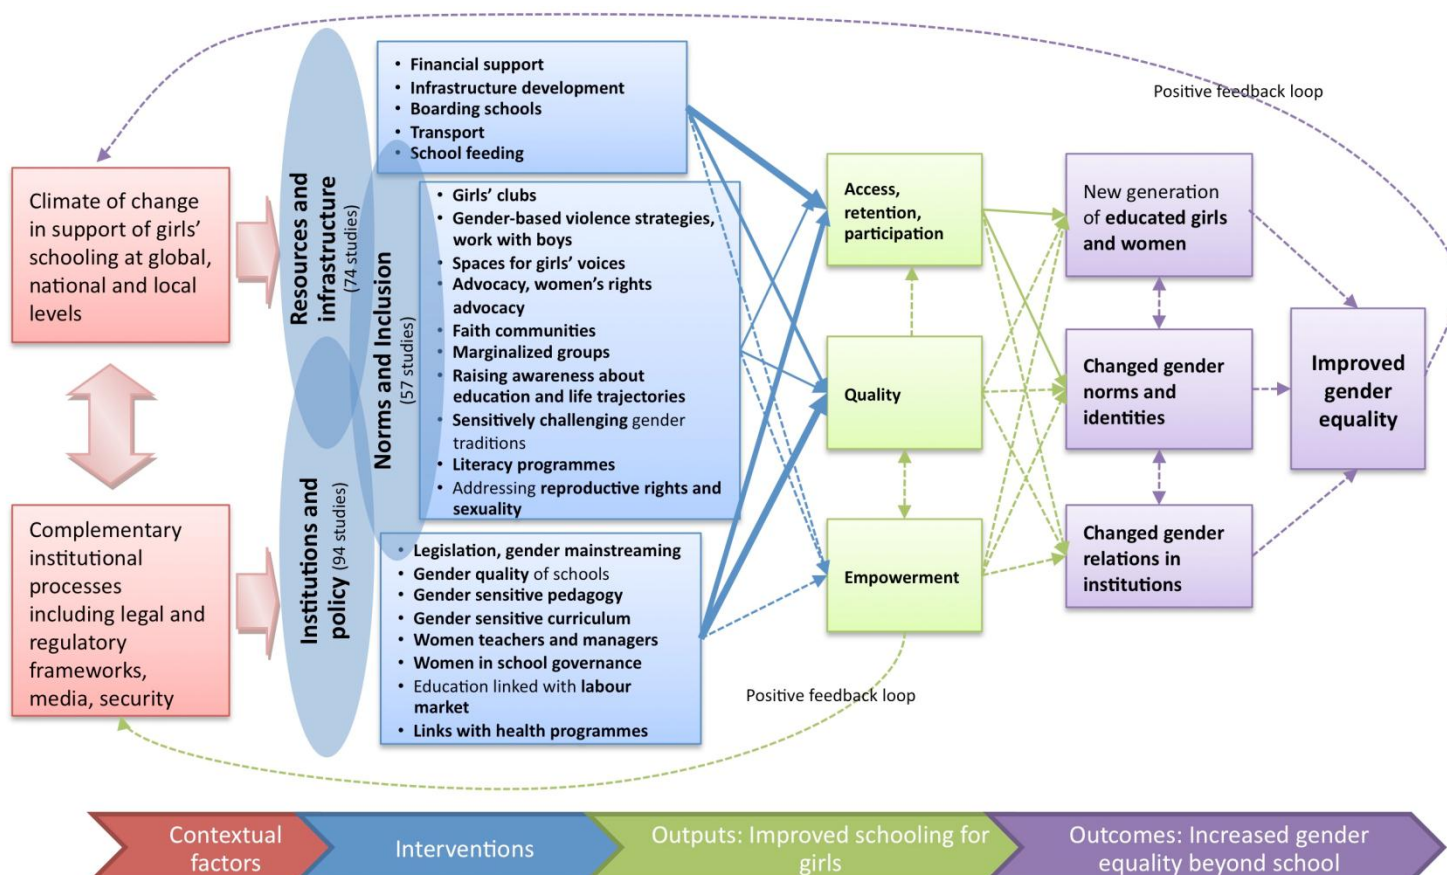 Positive feedback loop
Climate of change
in support of girls'
schooling at global,
national and local
levels
Complementary
institutional
processes
including legal and
regulatory
frameworks,
media, security
Resources and
infrastructure
(74 studies)
Norms and Inclusion
(57 studies)
Institutions and
policy (94 studies)
• Financial support
• Infrastructure development
• Boarding schools
• Transport
• School feeding
• Girls' clubs
• Gender-based violence strategies,
work with boys
• Spaces for girls' voices
• Advocacy, women's rights
advocacy
• Faith communities
• Marginalized groups
• Raising awareness about
education and life trajectories
• Sensitively challenging gender
traditions
• Literacy programmes
• Addressing reproductive rights and
sexuality
• Legislation, gender mainstreaming
• Gender quality of schools
• Gender sensitive pedagogy
• Gender sensitive curriculum
• Women teachers and managers
• Women in school governance
• Education linked with labour
market
• Links with health programmes
Access,
retention,
participation
Quality
Empowerment
Positive feedback loop
New generation
of educated girls
and women
Changed gender
norms and
identities
Changed gender
relations in
institutions
Improved
gender
equality
Contextual
factors
Interventions
Outputs: Improved schooling for
girls
Outcomes: Increased gender
equality beyond school